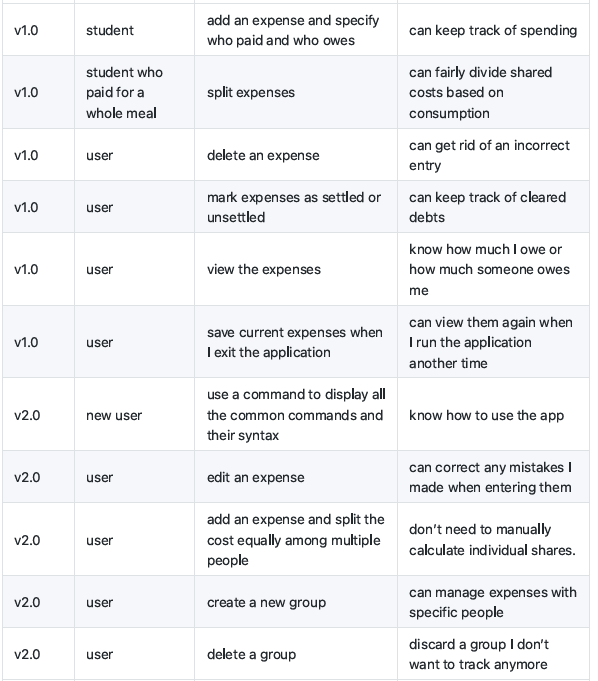 v1.0 student add an expense and specify who paid and who owes can keep track of spending
v1.0 student who paid for a whole meal split expenses can fairly divide shared costs based on consumption
v1.0 user delete an expense can get rid of an incorrect entry
v1.0 user mark expenses as settled or unsettled can keep track of cleared debts
v1.0 user view the expenses know how much I owe or how much someone owes me
v1.0 user save current expenses when I exit the application can view them again when I run the application another time
v2.0 new user use a command to display all the common commands and their syntax know how to use the app
v2.0 user edit an expense can correct any mistakes I made when entering them
v2.0 user add an expense and split the cost equally among multiple people don't need to manually calculate individual shares.
v2.0 user create a new group can manage expenses with specific people
v2.0 user delete a group discard a group I don't want to track anymore